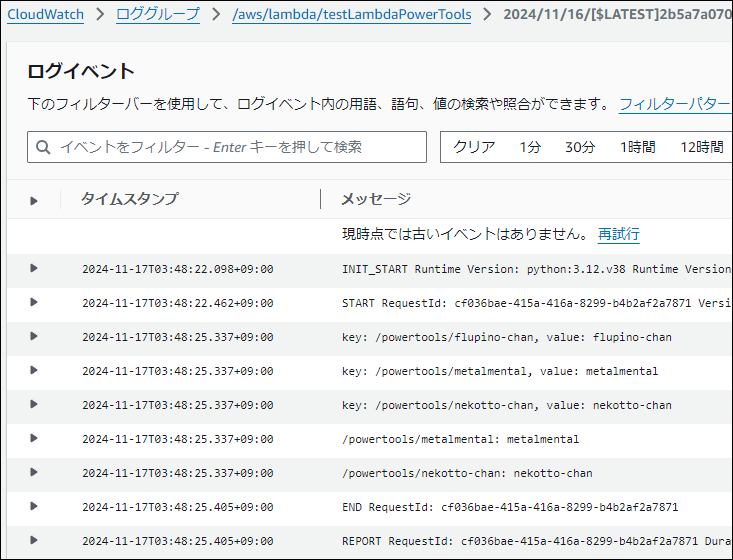 CloudWatch > ロググループ > /aws/lambda/testLambdaPowerTools > 2024/11/16/[$LATEST]2b5a7a070
ログイベント
下のフィルターバーを使用して、ログイベント内の用語、語句、値の検索や照合ができます。 フィルターパター
イベントをフィルター - Enter キーを押して検索 クリア 1分 30分 1時間 12時間
タイムスタンプ メッセージ
現時点では古いイベントはありません。 再試行
2024-11-17T03:48:22.098+09:00 INIT_START Runtime Version: python:3.12.v38 Runtime Version
2024-11-17T03:48:22.462+09:00 START RequestId: cf036bae-415a-416a-8299-b4b2af2a7871 Versi
2024-11-17T03:48:25.337+09:00 key: /powertools/flupino-chan, value: flupino-chan
2024-11-17T03:48:25.337+09:00 key: /powertools/metalmental, value: metalmental
2024-11-17T03:48:25.337+09:00 key: /powertools/nekotto-chan, value: nekotto-chan
2024-11-17T03:48:25.337+09:00 /powertools/metalmental: metalmental
2024-11-17T03:48:25.337+09:00 /powertools/nekotto-chan: nekotto-chan
2024-11-17T03:48:25.405+09:00 END RequestId: cf036bae-415a-416a-8299-b4b2af2a7871
2024-11-17T03:48:25.405+09:00 REPORT RequestId: cf036bae-415a-416a-8299-b4b2af2a7871 Dura